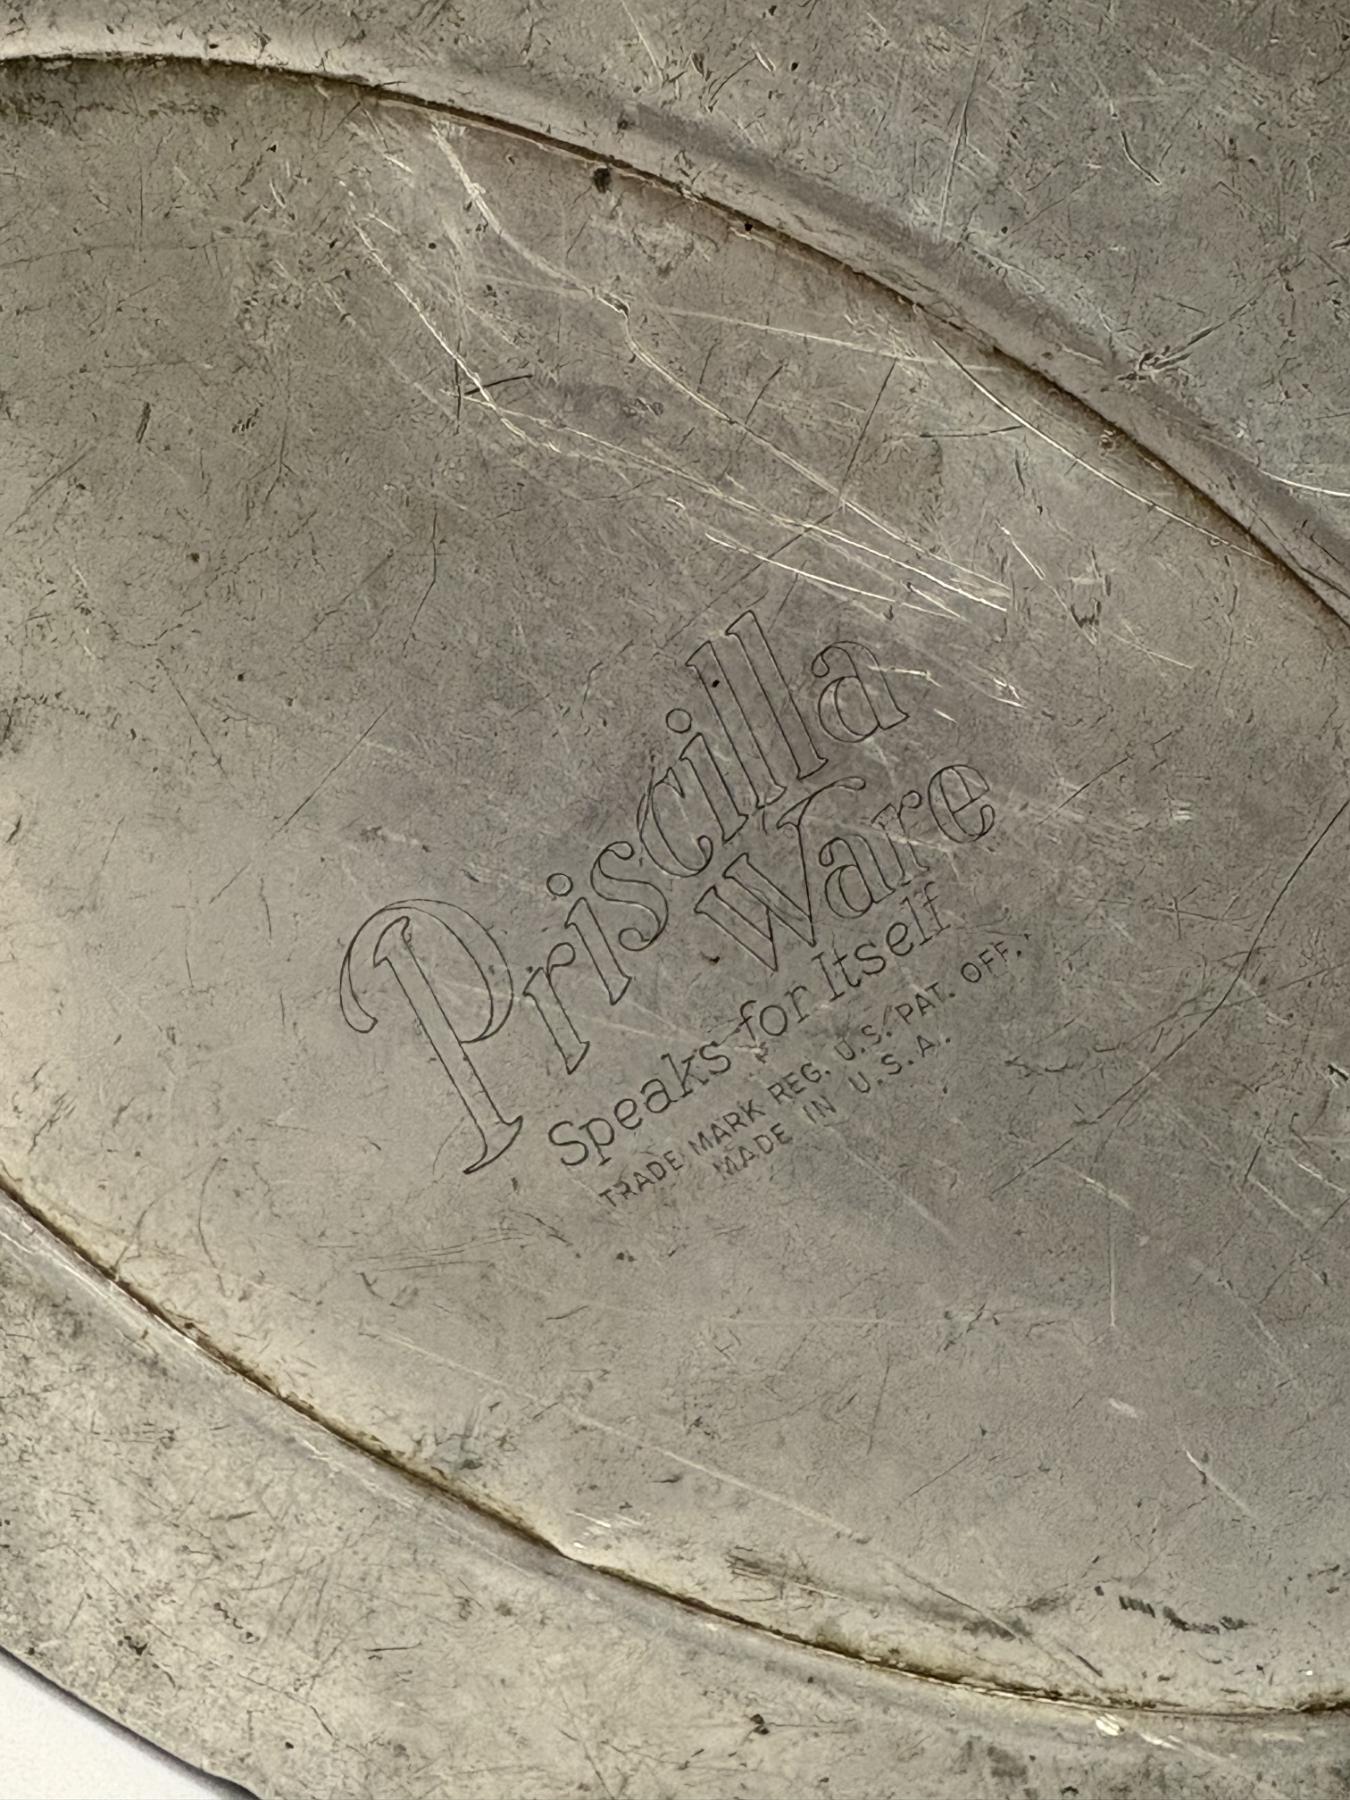 Priscilla
Ware
Speaks for Itself
TRADE MARK REG. U.S. PAT. OFF.
MADE IN U.S.A.